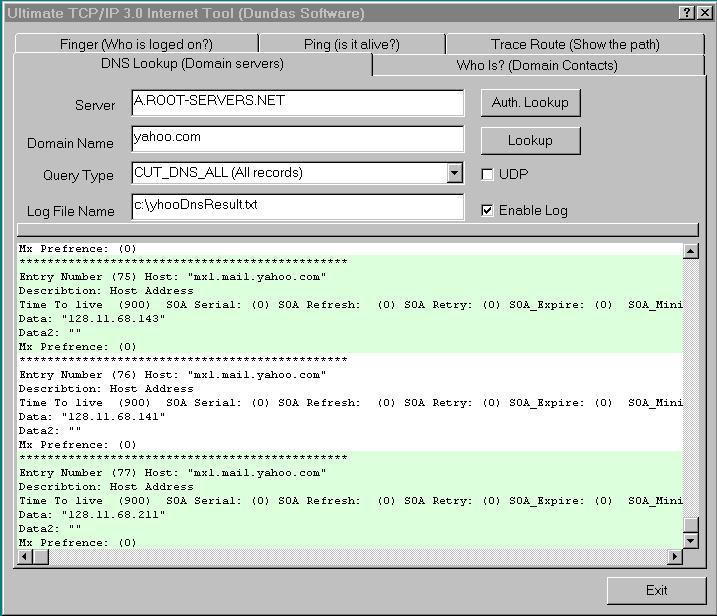 Ultimate TCP/IP 3.0 Internet Tool (Dundas Software)
Finger (Who is loged on?) Ping (is it alive?) Trace Route (Show the path)
DNS Lookup (Domain servers) Who Is? (Domain Contacts)
Server A.ROOT-SERVERS.NET Auth. Lookup
Domain Name yahoo.com Lookup
Query Type CUT_DNS_ALL (All records) UDP
Log File Name c:\yhooDnsResult.txt Enable Log
Mx Prefrence: (0)
***********************************************
Entry Number (75) Host: "mx1.mail.yahoo.com"
Describtion: Host Address
Time To live (900) SOA Serial: (0) SOA Refresh: (0) SOA Retry: (0) SOA_Expire: (0) SOA_Mini
Data: "128.11.68.143"
Data2: ""
Mx Prefrence: (0)
***********************************************
Entry Number (76) Host: "mx1.mail.yahoo.com"
Describtion: Host Address
Time To live (900) SOA Serial: (0) SOA Refresh: (0) SOA Retry: (0) SOA_Expire: (0) SOA_Mini
Data: "128.11.68.141"
Data2: ""
Mx Prefrence: (0)
***********************************************
Entry Number (77) Host: "mx1.mail.yahoo.com"
Describtion: Host Address
Time To live (900) SOA Serial: (0) SOA Refresh: (0) SOA Retry: (0) SOA_Expire: (0) SOA_Mini
Data: "128.11.68.211"
Data2: ""
Mx Prefrence: (0)
Exit